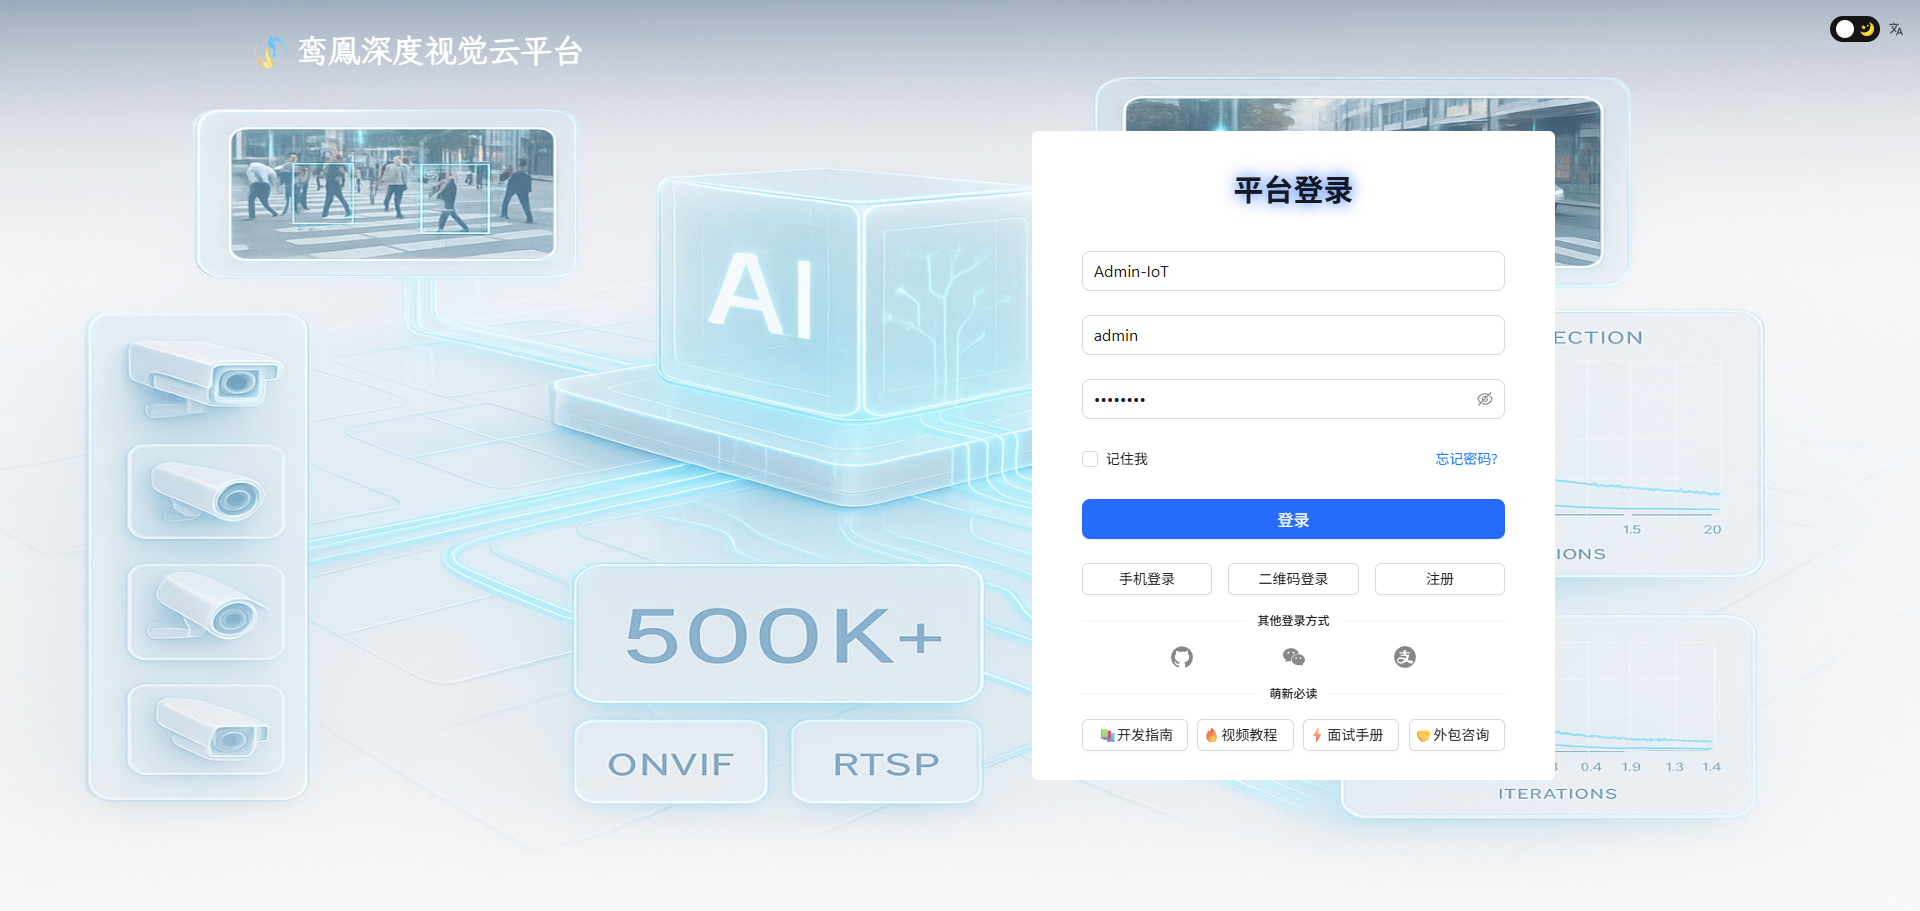 鸾鳳深度视觉云平台
AI
500K+
ONVIF
RTSP
平台登录
Admin-IoT
admin
••••••••
记住我
忘记密码?
登录
手机登录
二维码登录
注册
其他登录方式
支
萌新必读
开发指南
视频教程
面试手册
外包咨询
ECTION
1.5
20
IONS
0.4
1.9
1.3
1.4
ITERATIONS